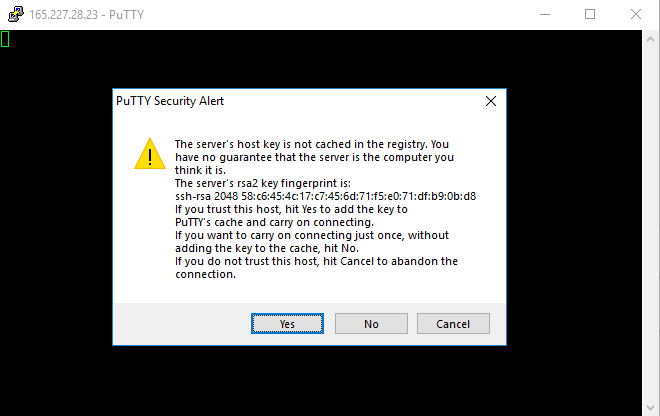 165.227.28.23 - PuTTY
PuTTY Security Alert
The server's host key is not cached in the registry. You
have no guarantee that the server is the computer you
think it is.
The server's rsa2 key fingerprint is:
ssh-rsa 2048 58:c6:45:4c:17:c7:45:6d:71:f5:e0:71:df:b9:0b:d8
If you trust this host, hit Yes to add the key to
PuTTY's cache and carry on connecting.
If you want to carry on connecting just once, without
adding the key to the cache, hit No.
If you do not trust this host, hit Cancel to abandon the
connection.
Yes No Cancel